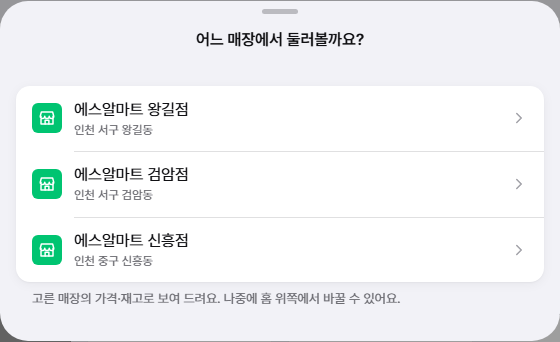 어느 매장에서 둘러볼까요?
에스알마트 왕길점
인천 서구 왕길동
에스알마트 검암점
인천 서구 검암동
에스알마트 신흥점
인천 중구 신흥동
고른 매장의 가격·재고로 보여 드려요. 나중에 홈 위쪽에서 바꿀 수 있어요.